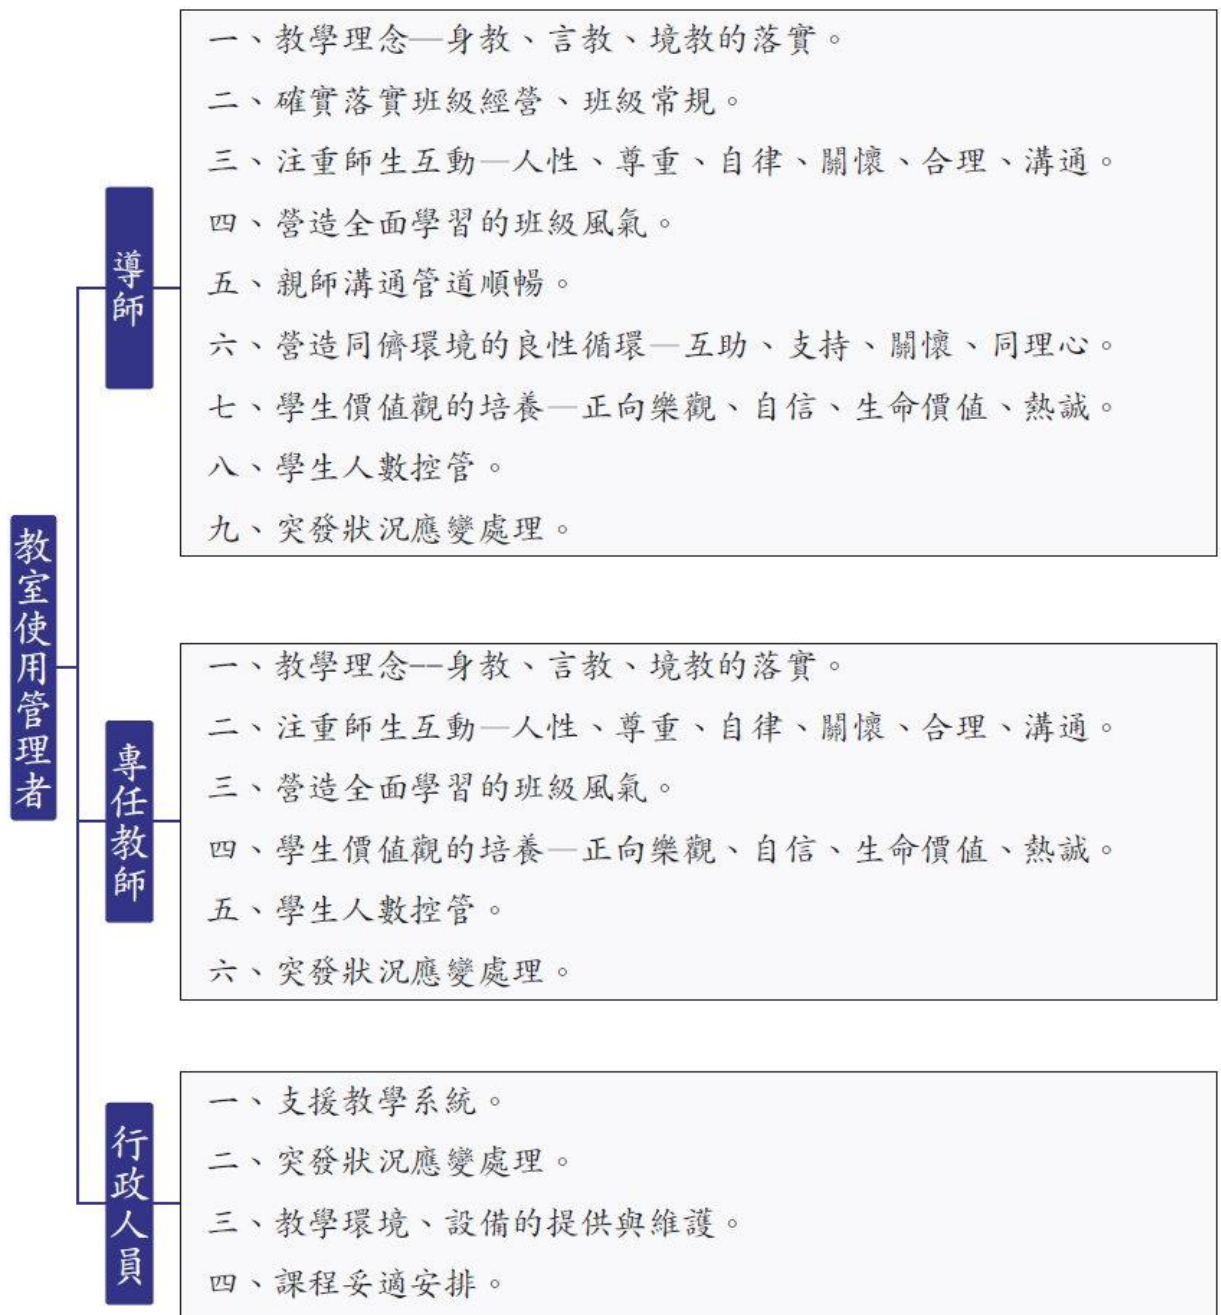 教室使用管理者
導師
一、教學理念—身教、言教、境教的落實。
二、確實落實班級經營、班級常規。
三、注重師生互動—人性、尊重、自律、關懷、合理、溝通。
四、營造全面學習的班級風氣。
五、親師溝通管道順暢。
六、營造同儕環境的良性循環—互助、支持、關懷、同理心。
七、學生價值觀的培養—正向樂觀、自信、生命價值、熱誠。
八、學生人數控管。
九、突發狀況應變處理。
專任教師
一、教學理念--身教、言教、境教的落實。
二、注重師生互動—人性、尊重、自律、關懷、合理、溝通。
三、營造全面學習的班級風氣。
四、學生價值觀的培養—正向樂觀、自信、生命價值、熱誠。
五、學生人數控管。
六、突發狀況應變處理。
行政人員
一、支援教學系統。
二、突發狀況應變處理。
三、教學環境、設備的提供與維護。
四、課程妥適安排。